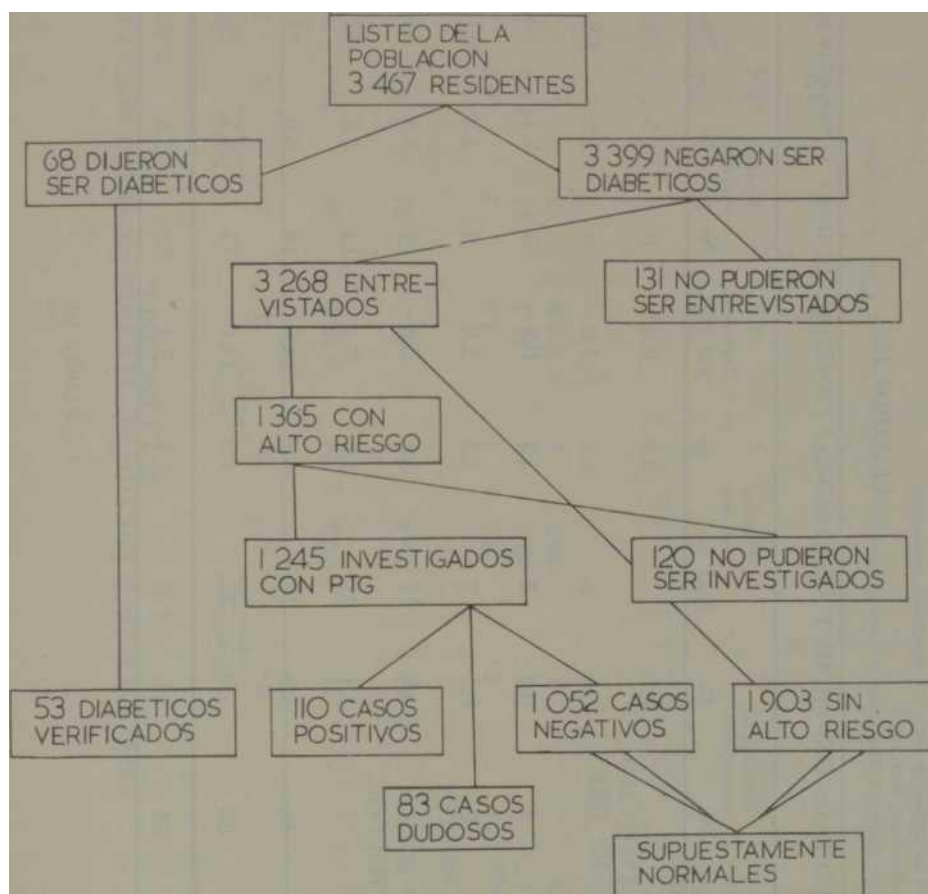 LISTEO DE LA
POBLACION
3 467 RESIDENTES
68 DIJERON
SER DIABETICOS
3 399 NEGARON SER
DIABETICOS
3 268 ENTRE-
VISTADOS
131 NO PUDIERON
SER ENTREVISTADOS
1 365 CON
ALTO RIESGO
1 245 INVESTIGADOS
CON PTG
120 NO PUDIERON
SER INVESTIGADOS
53 DIABETICOS
VERIFICADOS
110 CASOS
POSITIVOS
1 052 CASOS
NEGATIVOS
1 903 SIN
ALTO RIESGO
83 CASOS
DUDOSOS
SUPUESTAMENTE
NORMALES